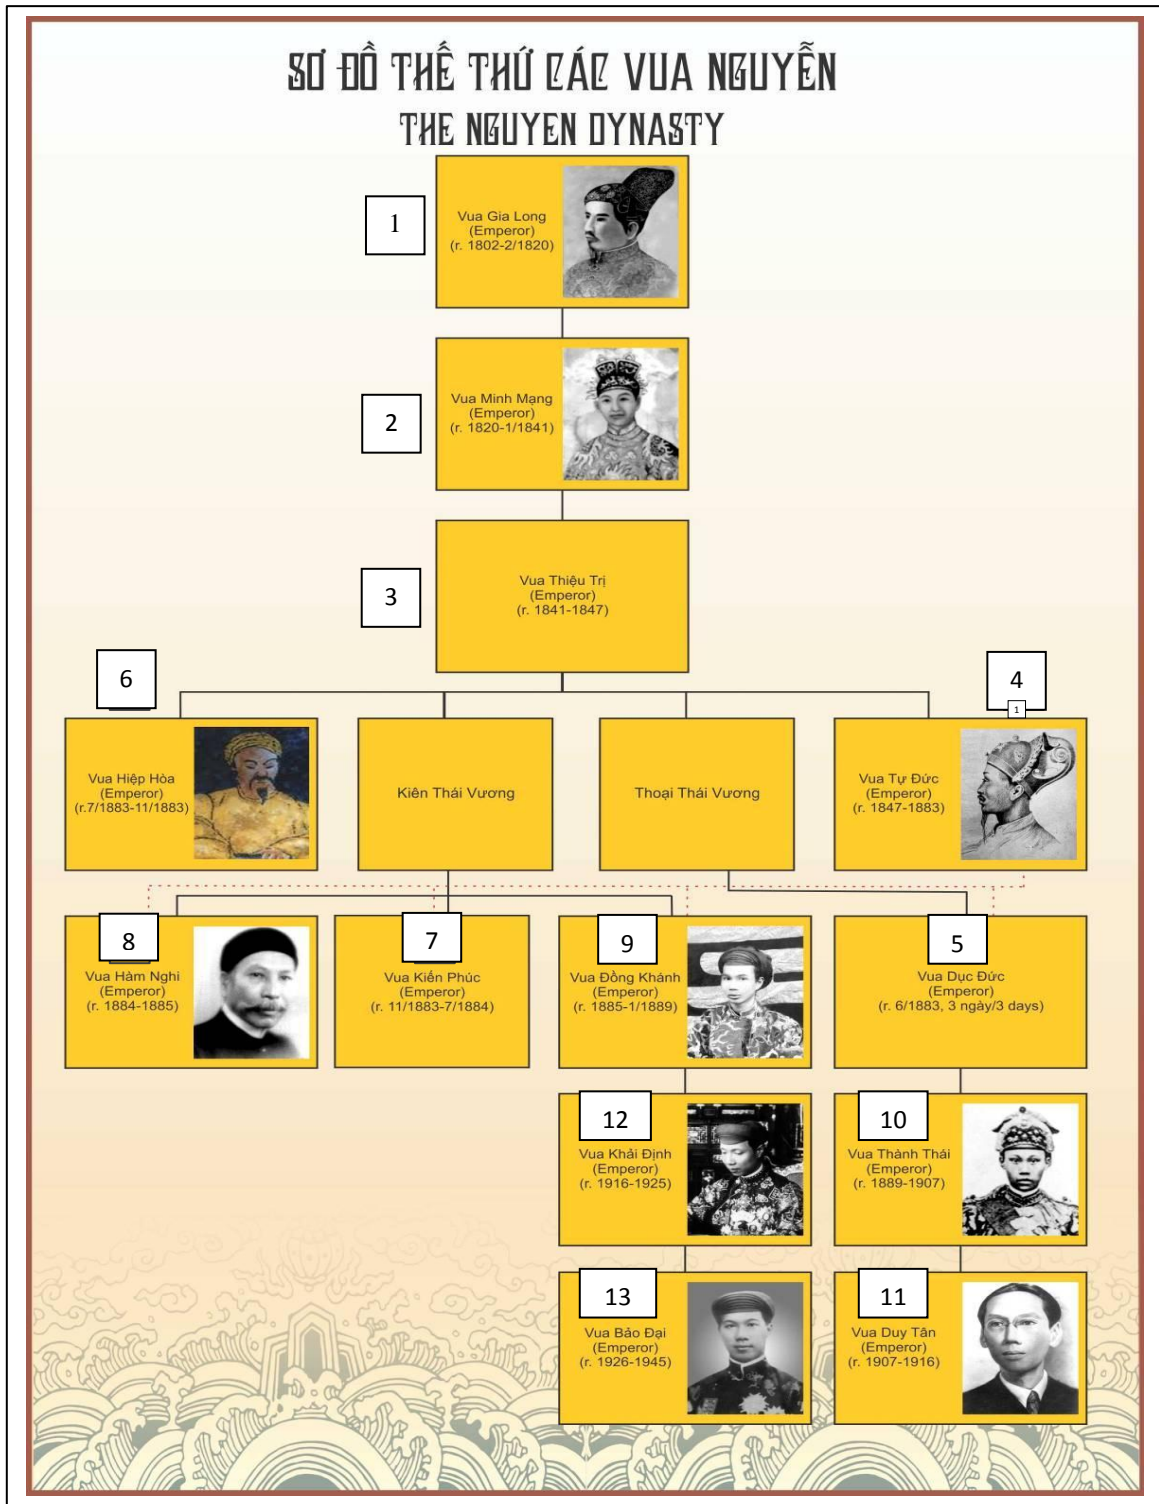 SƠ ĐỒ THẾ THỨ CÁC VUA NGUYỄN
THE NGUYEN DYNASTY
1
Vua Gia Long
(Emperor)
(r. 1802-2/1820)
2
Vua Minh Mạng
(Emperor)
(r. 1820-1/1841)
3
Vua Thiệu Trị
(Emperor)
(r. 1841-1847)
6
Vua Hiệp Hòa
(Emperor)
(r.7/1883-11/1883)
Kiên Thái Vương
Thoại Thái Vương
4
1
Vua Tự Đức
(Emperor)
(r. 1847-1883)
8
Vua Hàm Nghi
(Emperor)
(r. 1884-1885)
7
Vua Kiến Phúc
(Emperor)
(r. 11/1883-7/1884)
9
Vua Đồng Khánh
(Emperor)
(r. 1885-1/1889)
5
Vua Dục Đức
(Emperor)
(r. 6/1883, 3 ngày/3 days)
12
Vua Khải Định
(Emperor)
(r. 1916-1925)
10
Vua Thành Thái
(Emperor)
(r. 1889-1907)
13
Vua Bảo Đại
(Emperor)
(r. 1926-1945)
11
Vua Duy Tân
(Emperor)
(r. 1907-1916)